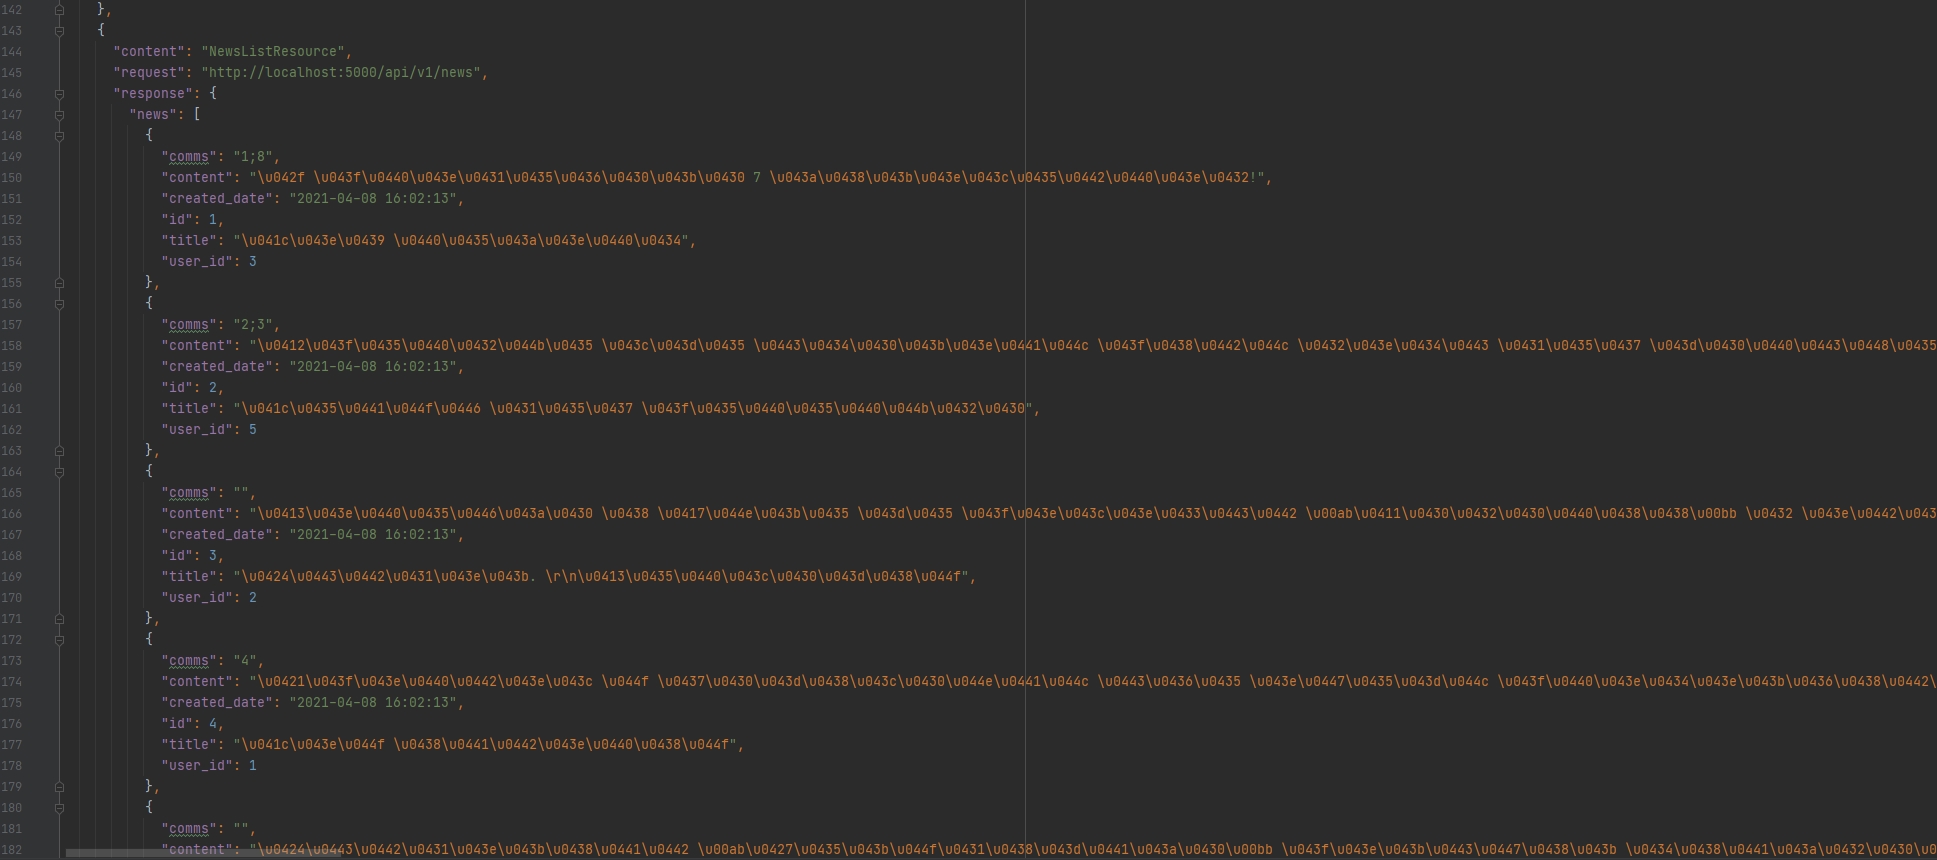 142 },
143 {
144 "content": "NewsListResource",
145 "request": "http://localhost:5000/api/v1/news",
146 "response": {
147 "news": [
148 {
149 "comms": "1;8",
150 "content": "\u042f \u043f\u0440\u043e\u0431\u0435\u0436\u0430\u043b\u0430 7 \u043a\u0438\u043b\u043e\u043c\u0435\u0442\u0440\u043e\u0432!",
151 "created_date": "2021-04-08 16:02:13",
152 "id": 1,
153 "title": "\u041c\u043e\u0439 \u0440\u0435\u043a\u043e\u0440\u0434",
154 "user_id": 3
155 },
156 {
157 "comms": "2;3",
158 "content": "\u0412\u043f\u0435\u0440\u0432\u044b\u0435 \u043c\u043d\u0435 \u0443\u0434\u0430\u043b\u043e\u0441\u044c \u043f\u0438\u0442\u044c \u0432\u043e\u0434\u0443 \u0431\u0435\u0437 \u043d\u0430\u0440\u0443\u0448\u0435
159 "created_date": "2021-04-08 16:02:13",
160 "id": 2,
161 "title": "\u041c\u0435\u0441\u044f\u0446 \u0431\u0435\u0437 \u043f\u0435\u0440\u0435\u0440\u044b\u0432\u0430",
162 "user_id": 5
163 },
164 {
165 "comms": "",
166 "content": "\u0413\u043e\u0440\u0435\u0446\u043a\u0430 \u0438 \u0417\u044e\u043b\u0435 \u043d\u0435 \u043f\u043e\u043c\u043e\u0433\u0443\u0442 \u00ab\u0411\u0430\u0432\u0430\u0440\u0438\u0438\u00bb \u0432 \u043e\u0442\u043
167 "created_date": "2021-04-08 16:02:13",
168 "id": 3,
169 "title": "\u0424\u0443\u0442\u0431\u043e\u043b. \r\n\u0413\u0435\u0440\u043c\u0430\u043d\u0438\u044f",
170 "user_id": 2
171 },
172 {
173 "comms": "4",
174 "content": "\u0421\u043f\u043e\u0440\u0442\u043e\u043c \u044f \u0437\u0430\u043d\u0438\u043c\u0430\u044e\u0441\u044c \u0443\u0436\u0435 \u043e\u0447\u0435\u043d\u044c \u043f\u0440\u043e\u0434\u043e\u043b\u0436\u0438\u0442\
175 "created_date": "2021-04-08 16:02:13",
176 "id": 4,
177 "title": "\u041c\u043e\u044f \u0438\u0441\u0442\u043e\u0440\u0438\u044f",
178 "user_id": 1
179 },
180 {
181 "comms": "",
182 "content": "\u0424\u0443\u0442\u0431\u043e\u043b\u0438\u0441\u0442 \u00ab\u0427\u0435\u043b\u044f\u0431\u0438\u043d\u0441\u043a\u0430\u00bb \u043f\u043e\u043b\u0443\u0447\u0438\u043b \u0434\u0438\u0441\u043a\u0432\u0430\u0